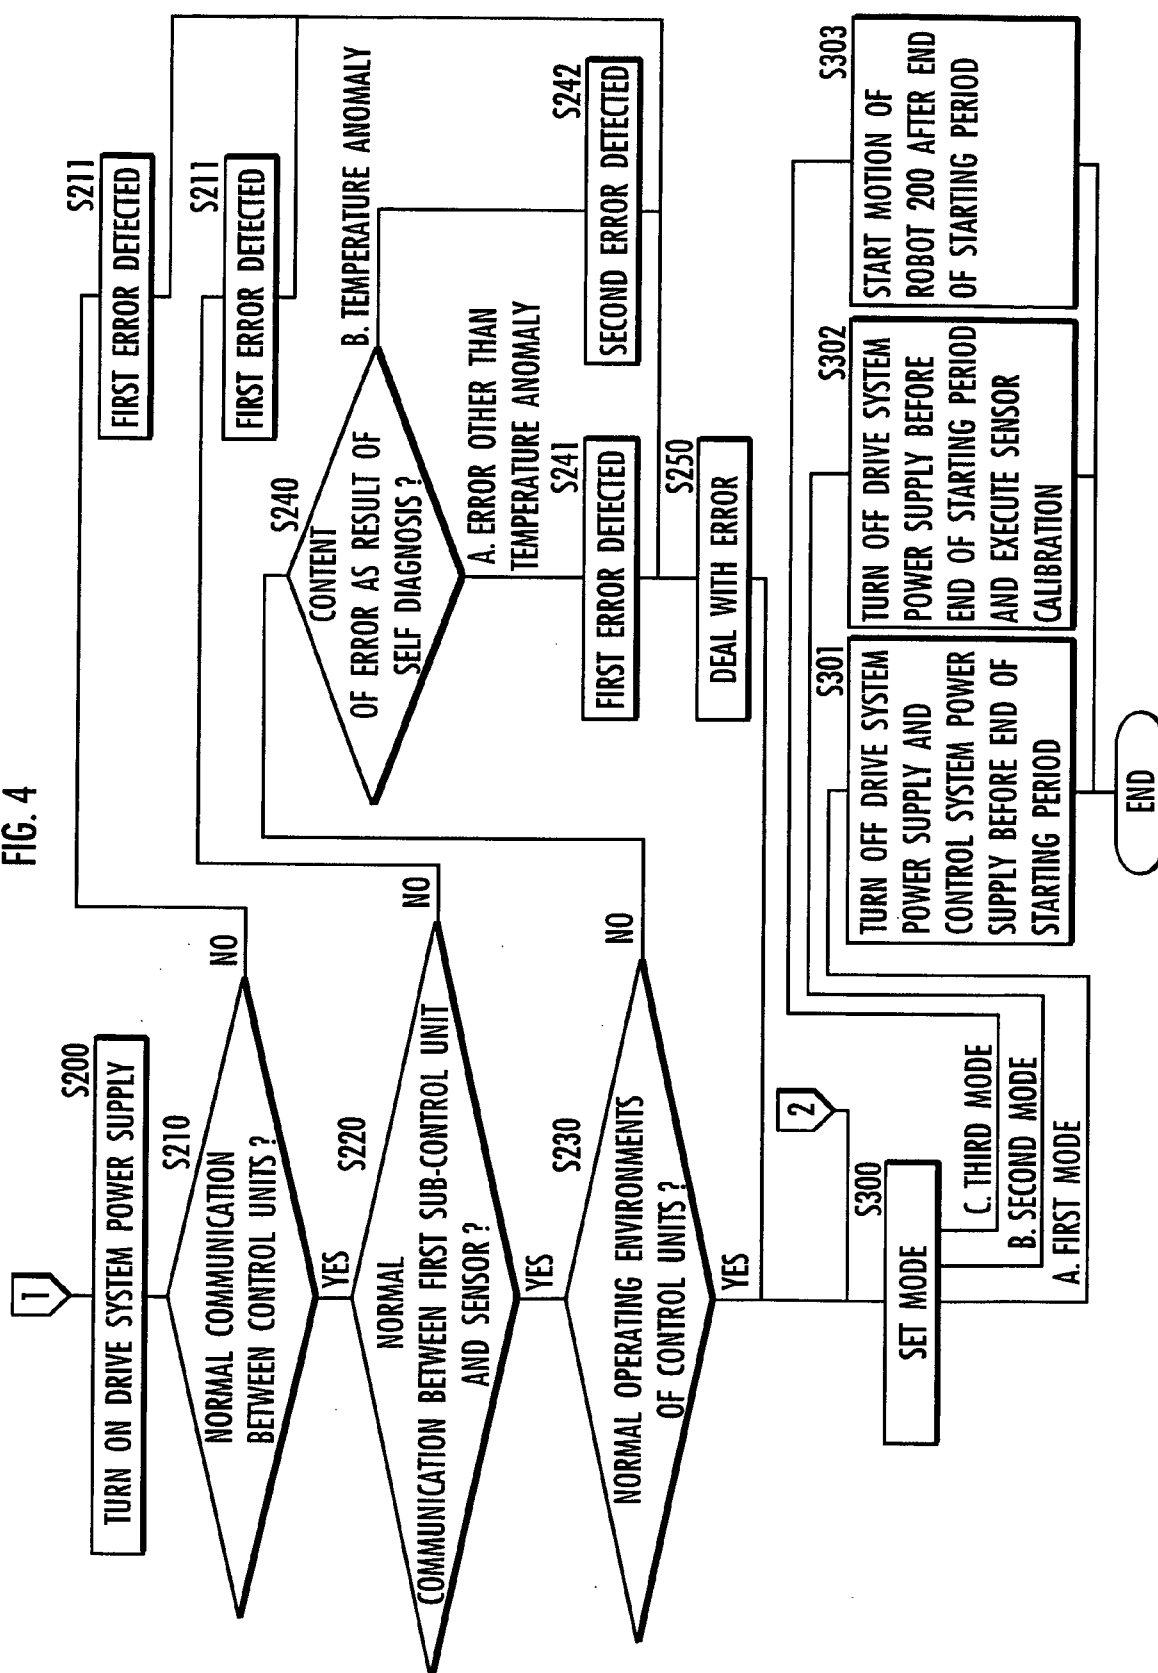 FIG. 4
1
S200
TURN ON DRIVE SYSTEM POWER SUPPLY
S210
NORMAL COMMUNICATION
BETWEEN CONTROL UNITS?
NO
YES
S211
FIRST ERROR DETECTED
S220
NORMAL
COMMUNICATION BETWEEN FIRST SUB-CONTROL UNIT
AND SENSOR?
NO
YES
S211
FIRST ERROR DETECTED
S230
NORMAL OPERATING ENVIRONMENTS
OF CONTROL UNITS?
NO
YES
S240
CONTENT
OF ERROR AS RESULT OF
SELF DIAGNOSIS?
B. TEMPERATURE ANOMALY
A. ERROR OTHER THAN
TEMPERATURE ANOMALY
S241
FIRST ERROR DETECTED
S242
SECOND ERROR DETECTED
S250
DEAL WITH ERROR
2
S300
SET MODE
C. THIRD MODE
B. SECOND MODE
A. FIRST MODE
S301
TURN OFF DRIVE SYSTEM
POWER SUPPLY AND
CONTROL SYSTEM POWER
SUPPLY BEFORE END OF
STARTING PERIOD
S302
TURN OFF DRIVE SYSTEM
POWER SUPPLY BEFORE
END OF STARTING PERIOD
AND EXECUTE SENSOR
CALIBRATION
S303
START MOTION OF
ROBOT 200 AFTER END
OF STARTING PERIOD
END